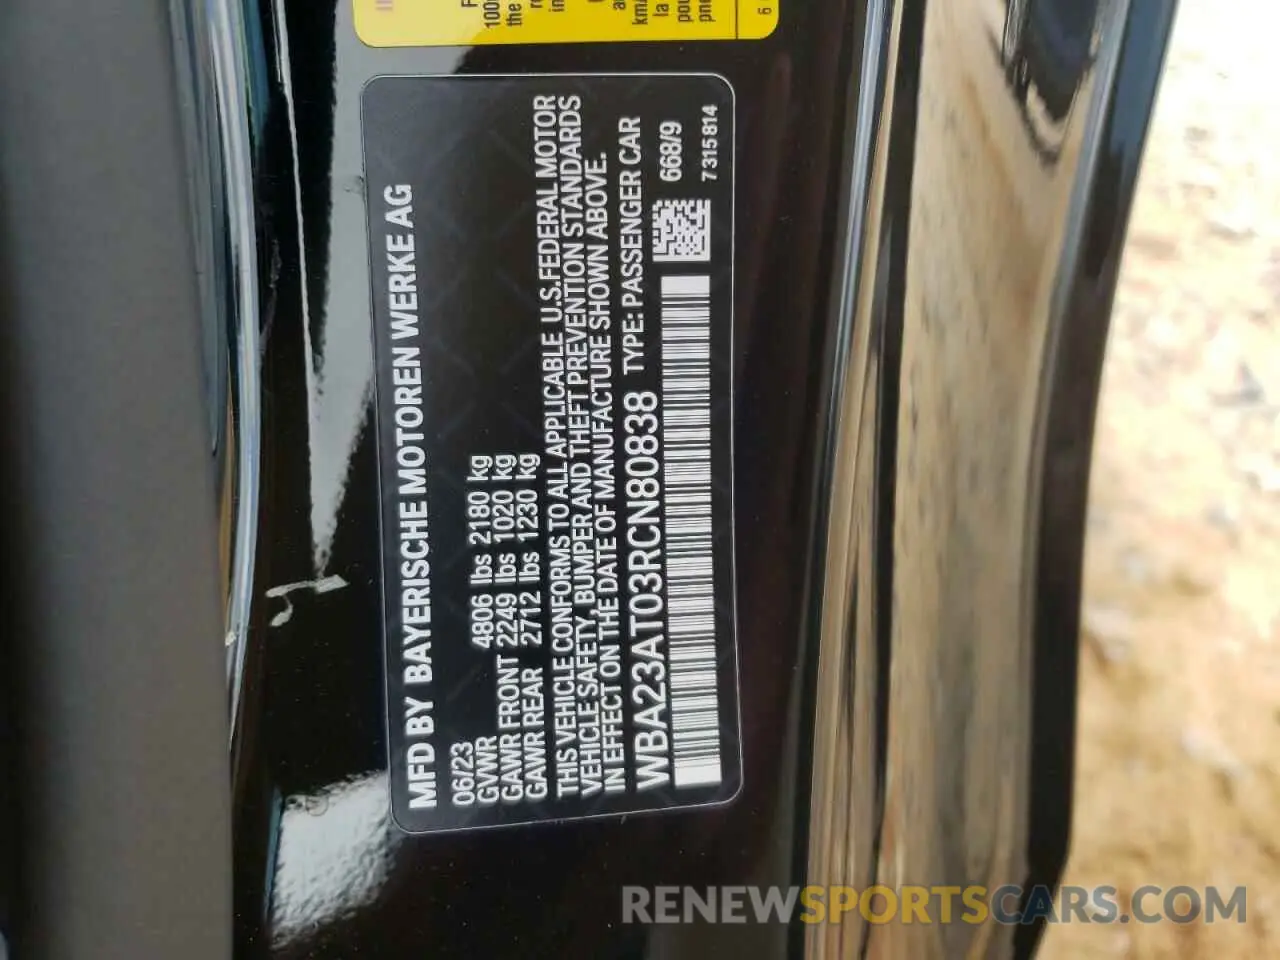 MFD BY BAYERISCHE MOTOREN WERKE AG
06/23
GVWR 4806 lbs 2180 kg
GAWR FRONT 2249 lbs 1020 kg
GAWR REAR 2712 lbs 1230 kg
THIS VEHICLE CONFORMS TO ALL APPLICABLE U.S.FEDERAL MOTOR
VEHICLE SAFETY, BUMPER AND THEFT PREVENTION STANDARDS
IN EFFECT ON THE DATE OF MANUFACTURE SHOWN ABOVE.
WBA23AT03RCN80838 TYPE: PASSENGER CAR
668/9
7315814
RENEWSPORTSCARS.COM